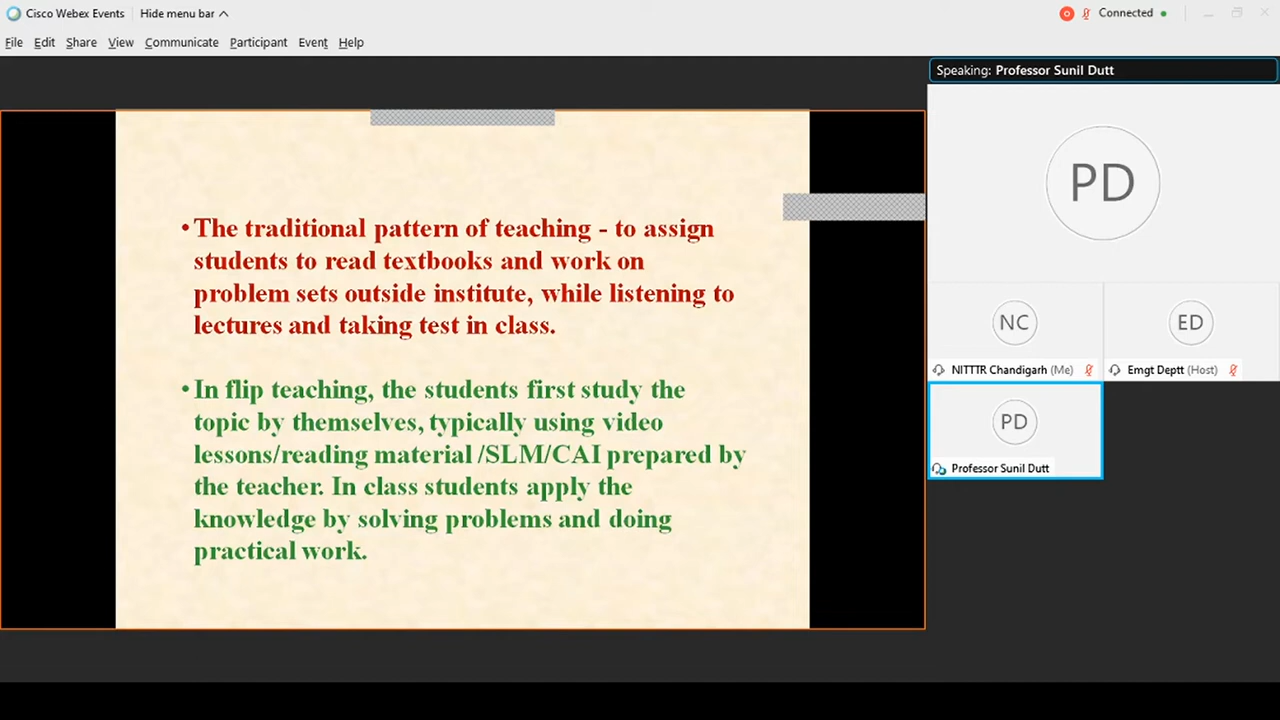 Cisco Webex Events
Hide menu bar
Connected
File Edit Share View Communicate Participant Event Help
Speaking: Professor Sunil Dutt
PD
NC
ED
NITTTR Chandigarh (Me)
Emgt Deptt (Host)
PD
Professor Sunil Dutt
• The traditional pattern of teaching - to assign
students to read textbooks and work on
problem sets outside institute, while listening to
lectures and taking test in class.
• In flip teaching, the students first study the
topic by themselves, typically using video
lessons/reading material /SLM/CAI prepared by
the teacher. In class students apply the
knowledge by solving problems and doing
practical work.